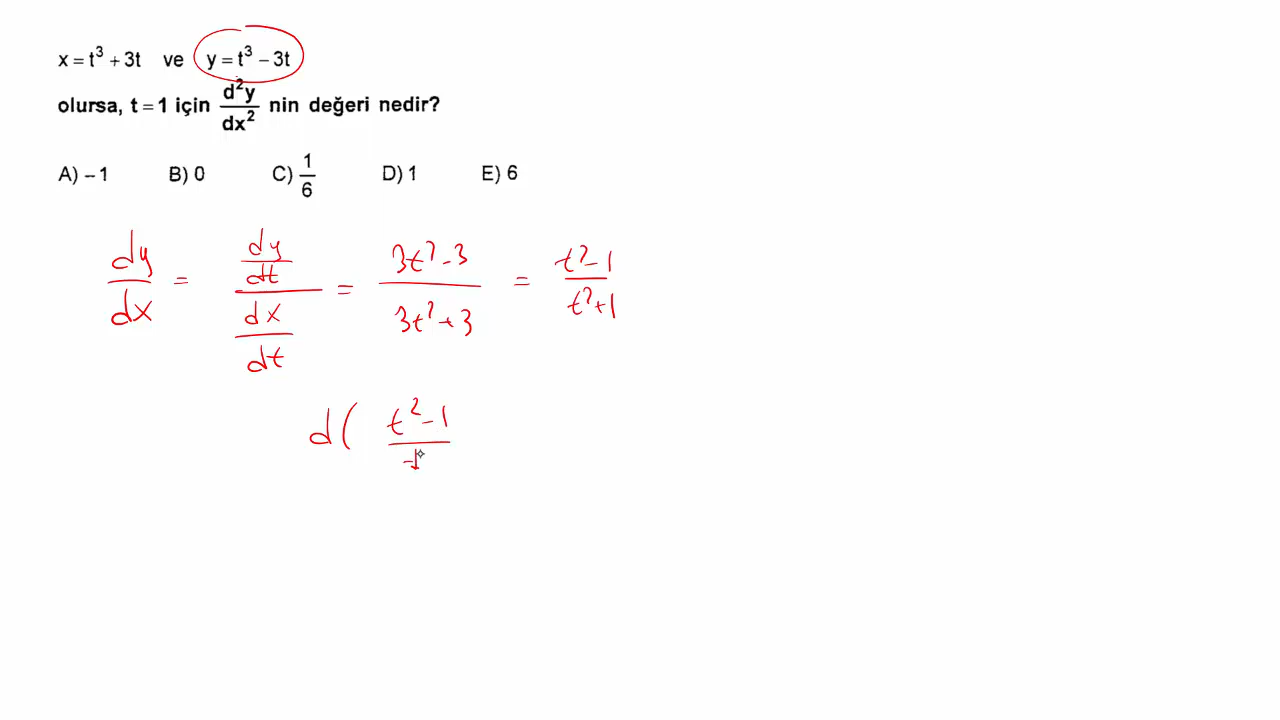 x = t³ + 3t ve y = t³ − 3t
olursa, t = 1 için d²y/dx² nin değeri nedir?
A) − 1 B) 0 C) 1/6 D) 1 E) 6
dy/dx = (dy/dt)/(dx/dt) = (3t² - 3)/(3t² + 3) = (t² - 1)/(t² + 1)
d( t² - 1